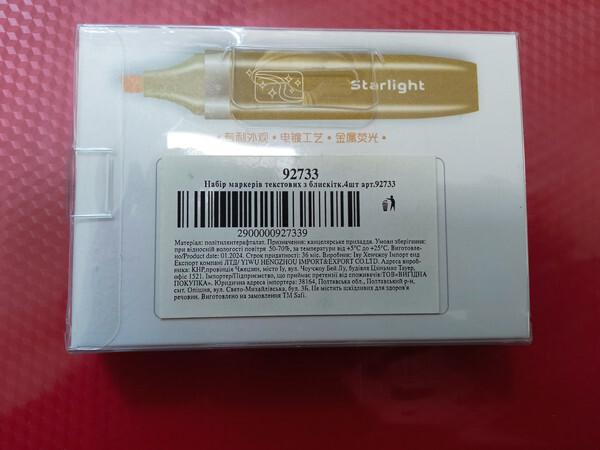 Starlight
• 专利外观 • 电镀工艺 • 金属荧光 •
92733
Набір маркерів текстових з блискітк.4шт арт.92733
2900000927339
Матеріал: поліетилентерафталат. Призначення: канцелярське приладдя. Умови зберігання:
при відносній вологості повітря 50-70%, за температури від +5°С до +25°С. Виготовле-
но/Product date: 01.2024. Строк придатності: 36 міс. Виробник: Іву Хенчжоу Імпорт енд
Експорт компані ЛТД/ YIWU HENGZHOU IMPORT&EXPORT CO.LTD. Адреса вироб-
ника: КНР,провінція Чжецзян, місто Іу, вул. Чоучжоу Бей Лу, будівля Цзіньмао Тауер,
офіс 1521. Імпортер/Підприємство, що приймає претензії від споживачів:ТОВ«ВИГІДНА
ПОКУПКА». Юридична адреса імпортера: 38164, Полтавська обл., Полтавський р-н,
смт. Опішня, вул. Свято-Михайлівська, буд. 3Б. Не містить шкідливих для здоров'я
речовин. Виготовлено на замовлення ТМ Safi.